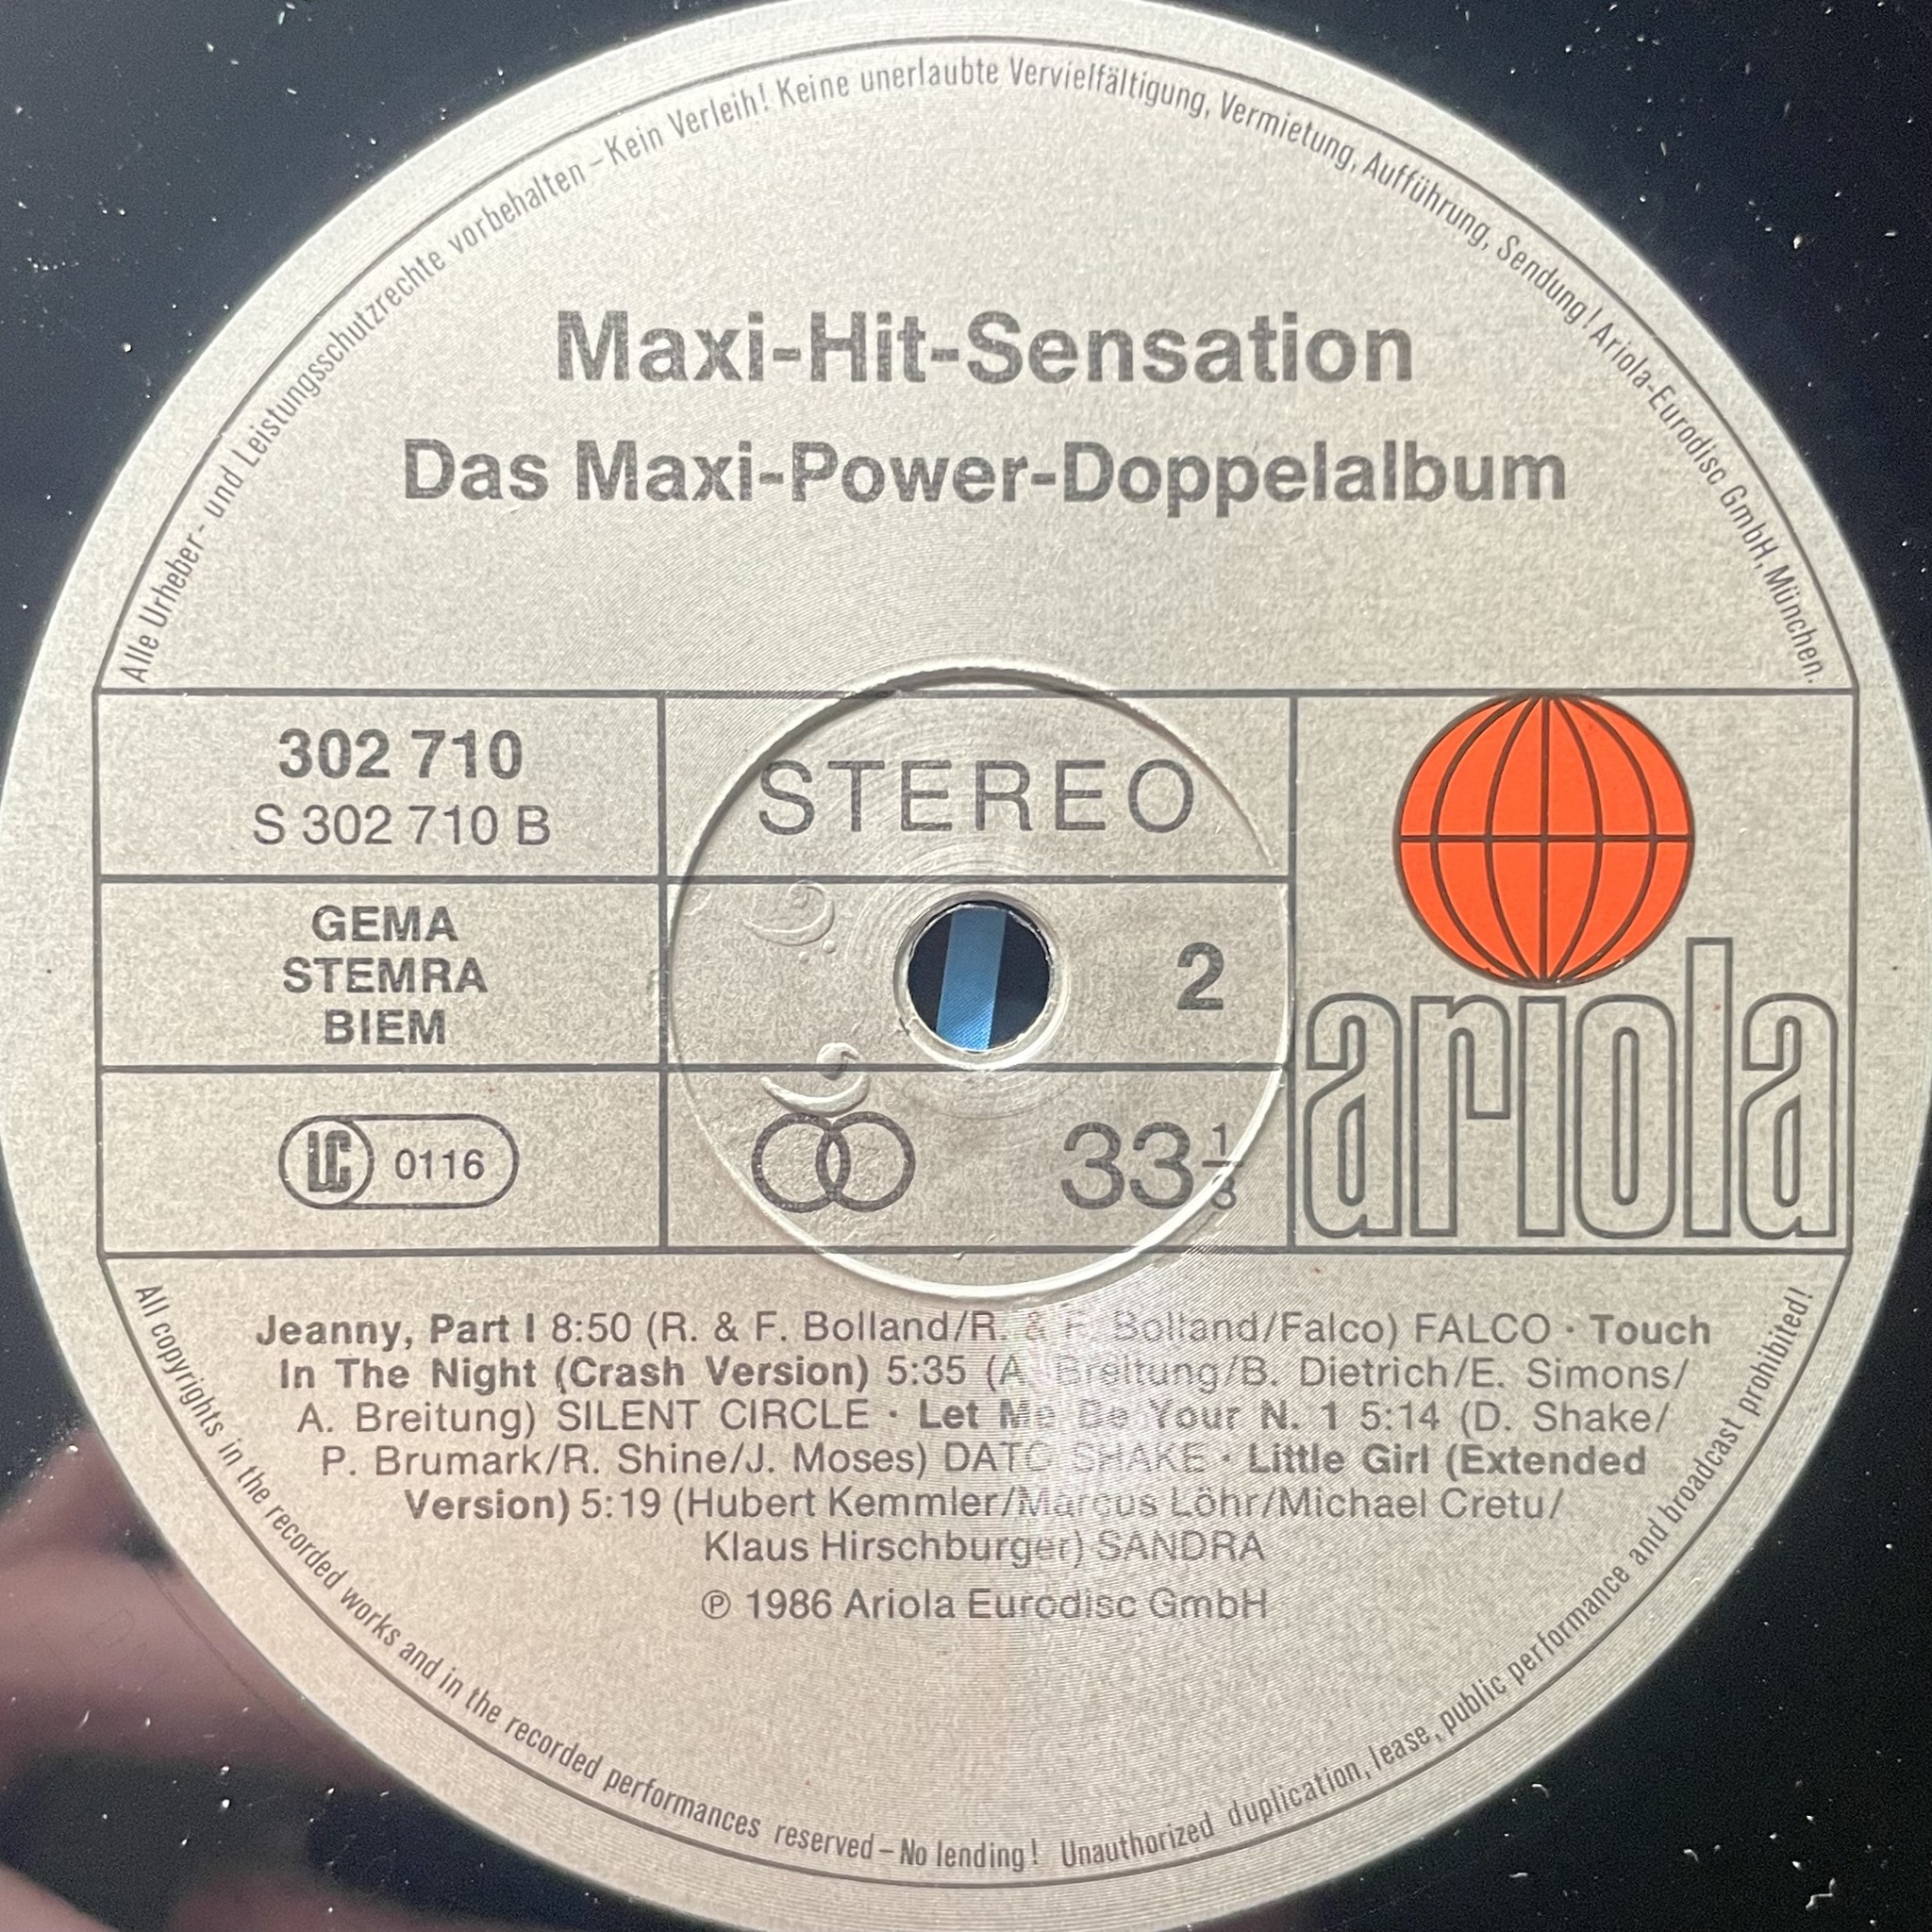 Alle Urheber- und Leistungsschutzrechte vorbehalten – Kein Verleih! Keine unerlaubte Vervielfältigung, Vermietung, Aufführung, Sendung! Ariola-Eurodisc GmbH, München.
Maxi-Hit-Sensation
Das Maxi-Power-Doppelalbum
302 710
S 302 710 B
STEREO
GEMA
STEMRA
BIEM
2
LC 0116
33 1/3
ariola
Jeanny, Part I 8:50 (R. & F. Bolland/R. & F. Bolland/Falco) FALCO · Touch
In The Night (Crash Version) 5:35 (A. Breitung/B. Dietrich/E. Simons/
A. Breitung) SILENT CIRCLE · Let Me Be Your N. 1 5:14 (D. Shake/
P. Brumark/R. Shine/J. Moses) DATO SHAKE · Little Girl (Extended
Version) 5:19 (Hubert Kemmler/Marcus Löhr/Michael Cretu/
Klaus Hirschburger) SANDRA
℗ 1986 Ariola Eurodisc GmbH
All copyrights in the recorded works and in the recorded performances reserved – No lending! Unauthorized duplication, lease, public performance and broadcast prohibited!